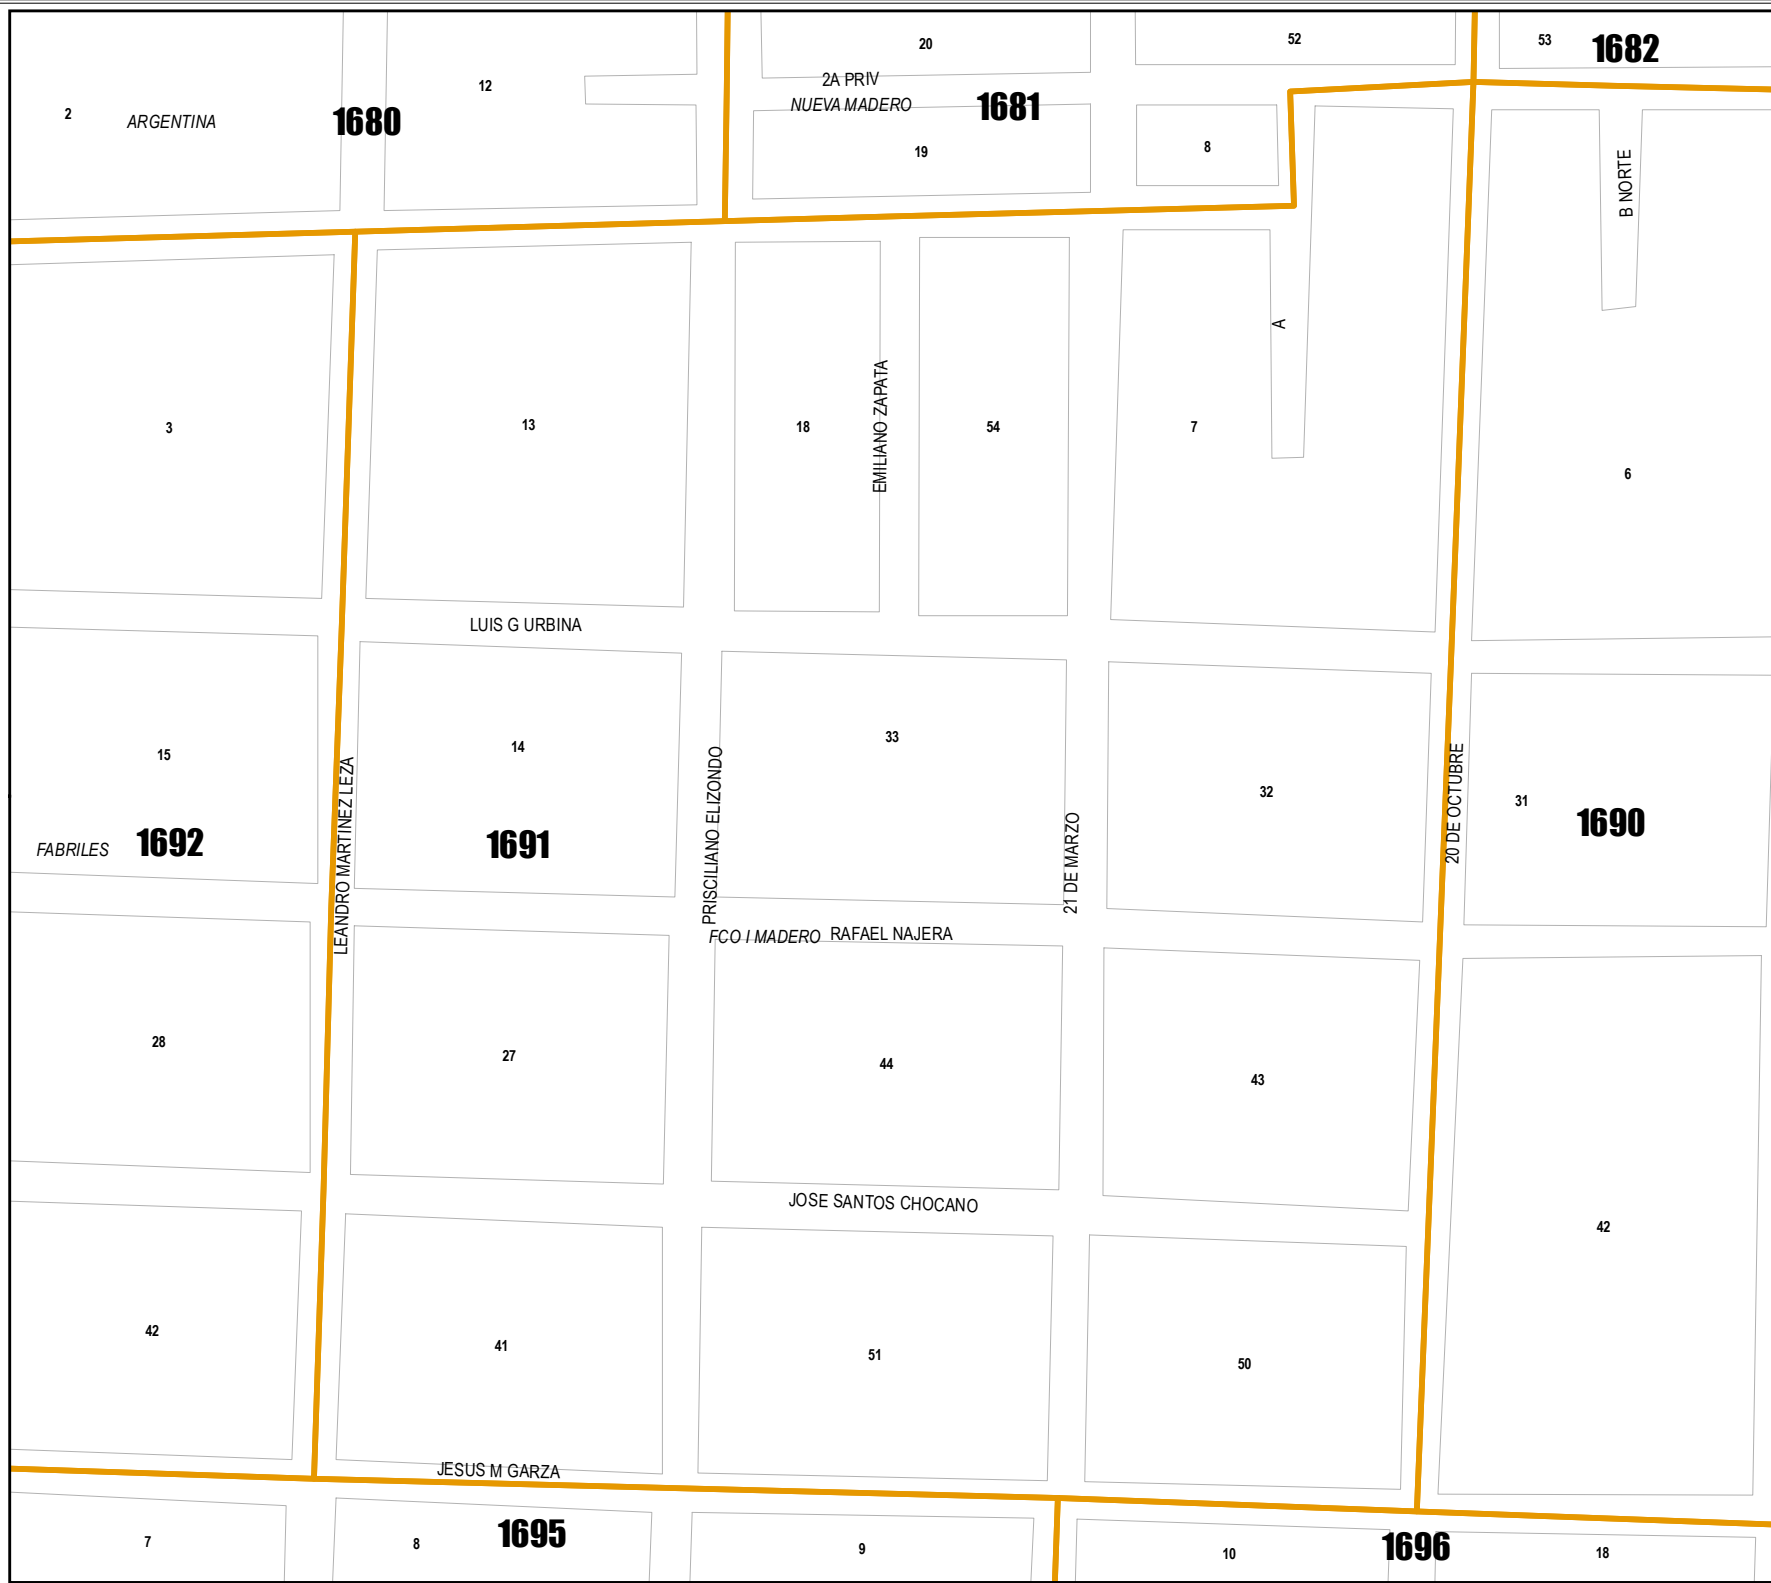 20
52
53
1682
12
2A PRIV
2
ARGENTINA
1680
NUEVA MADERO
1681
19
8
B NORTE
A
3
13
18
EMILIANO ZAPATA
54
7
6
LUIS G URBINA
15
14
33
32
31
1692
FABRILES
1691
LEANDRO MARTINEZ LEZA
PRISCILIANO ELIZONDO
21 DE MARZO
20 DE OCTUBRE
1690
FCO I MADERO
RAFAEL NAJERA
28
27
44
43
JOSE SANTOS CHOCANO
42
42
41
51
50
JESUS M GARZA
7
8
1695
9
10
1696
18